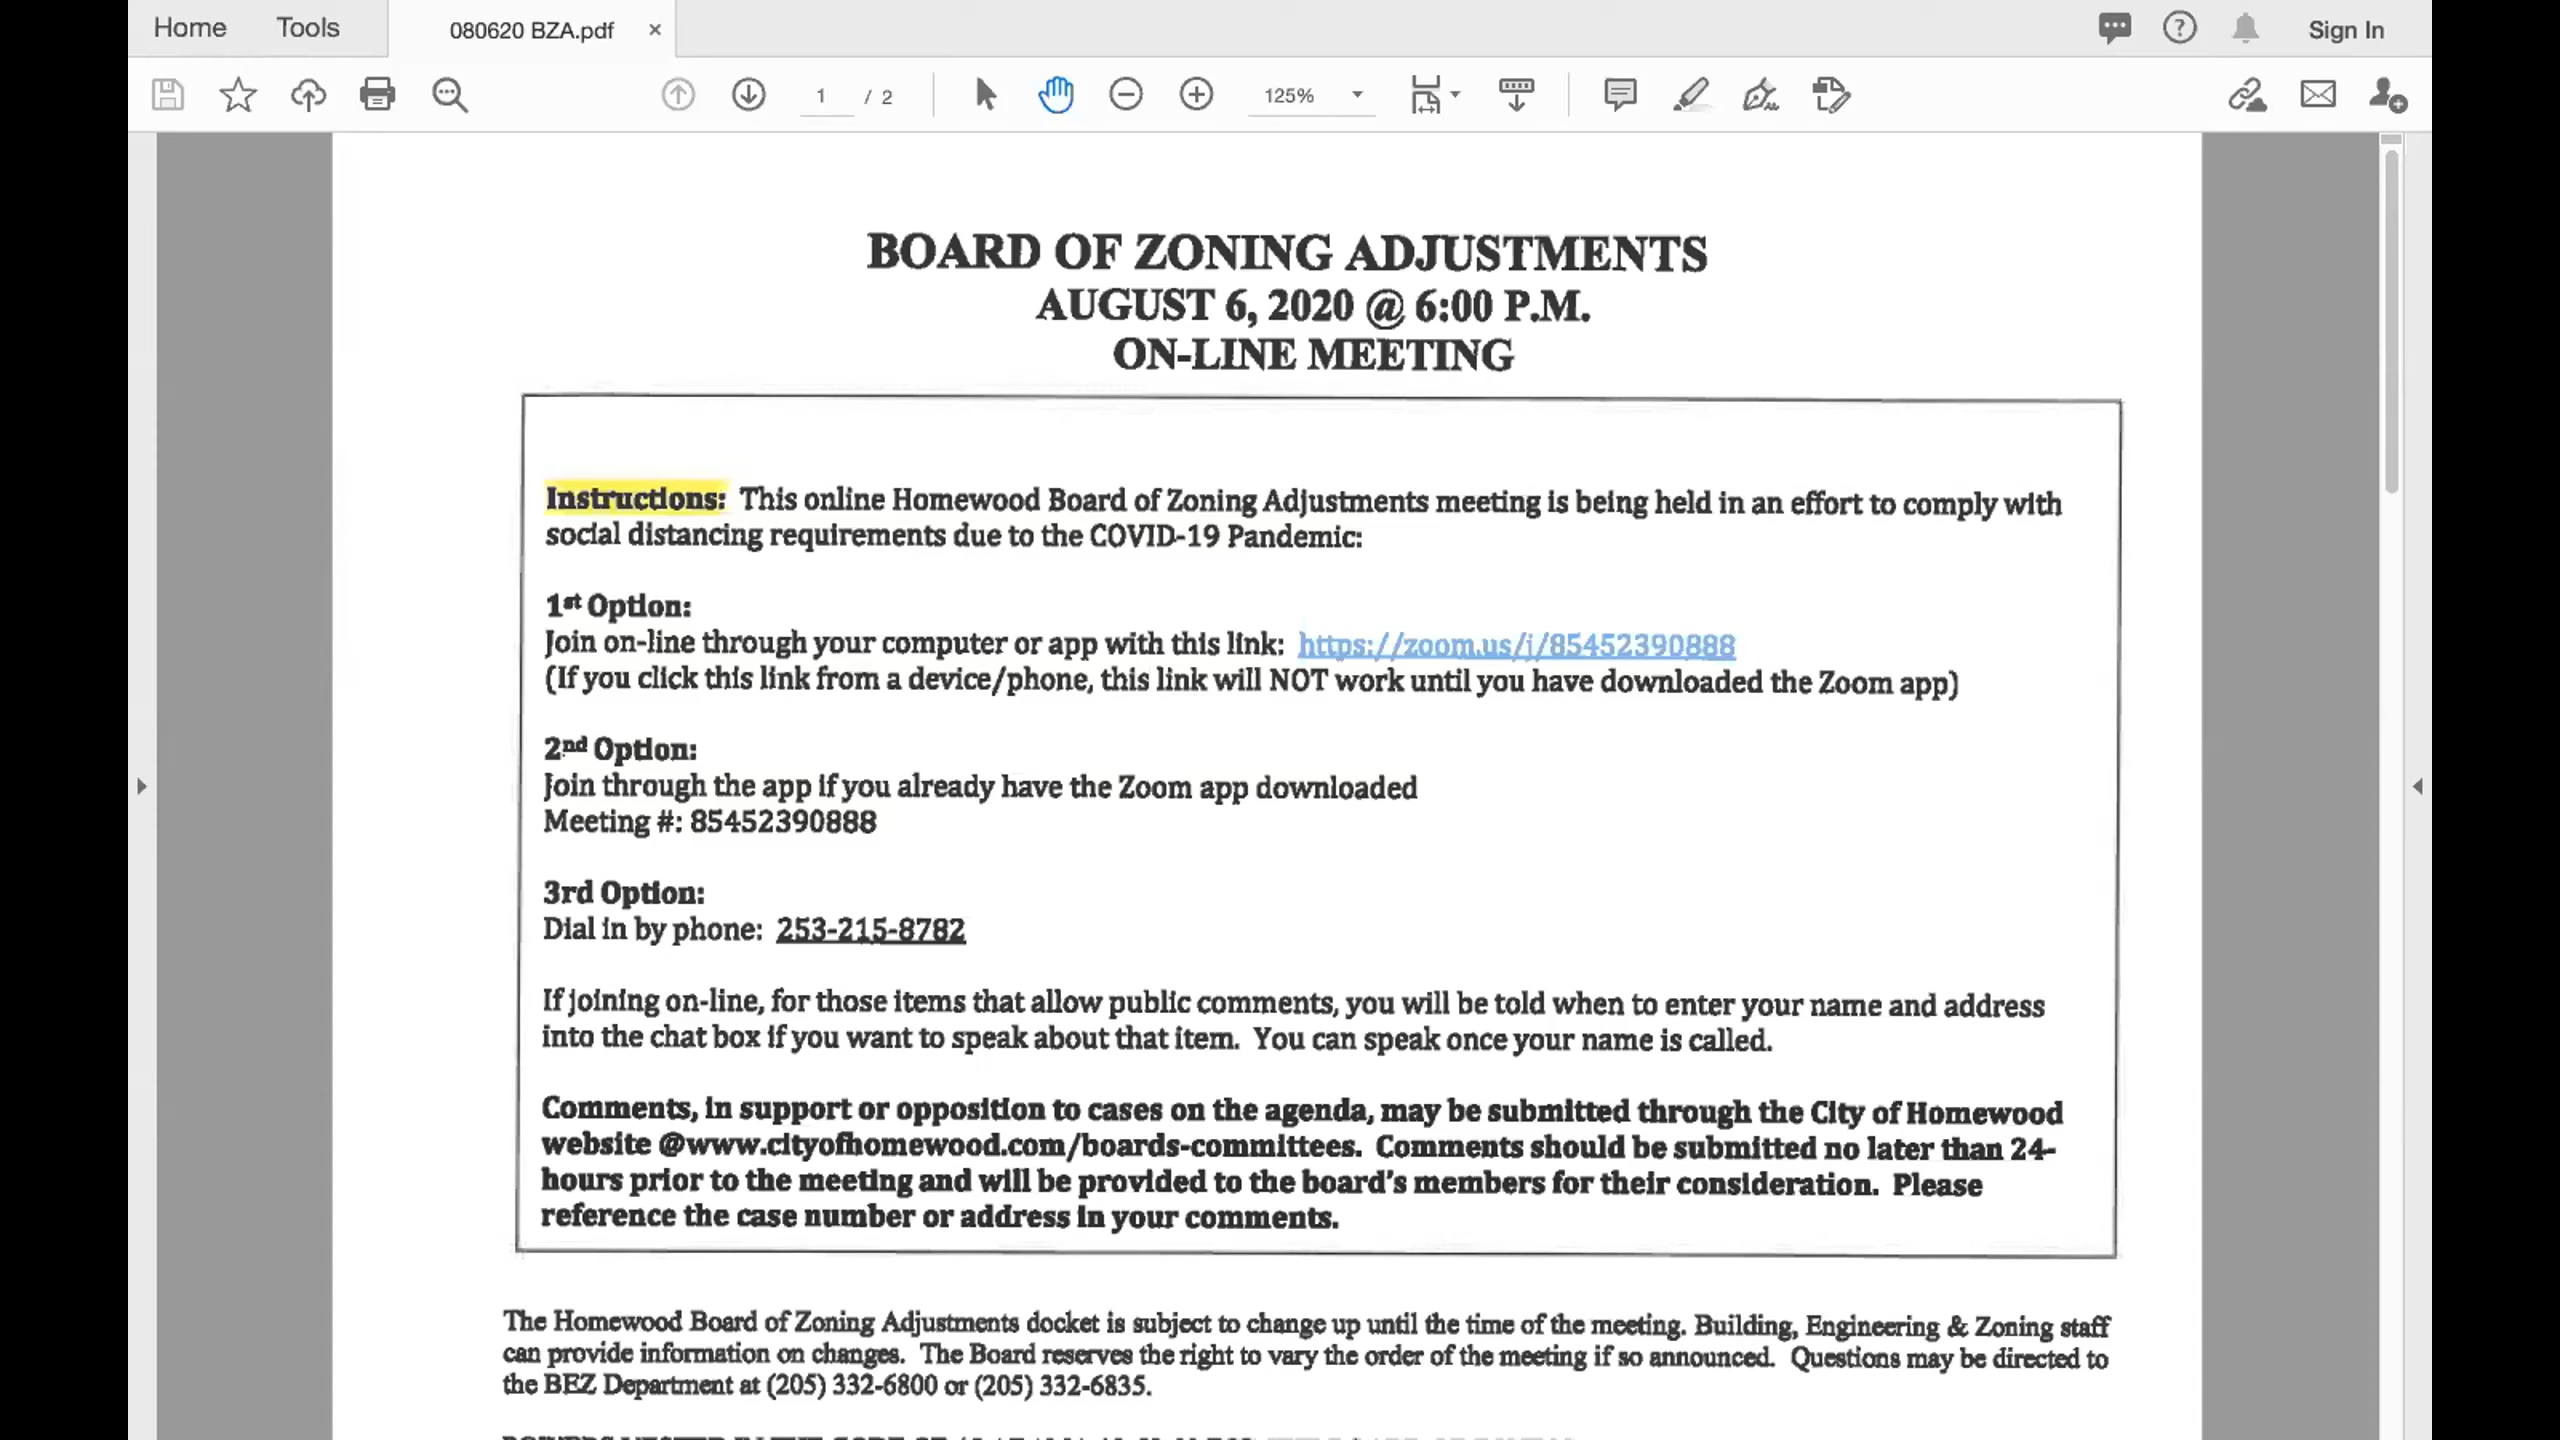 Home Tools 080620 BZA.pdf × Sign In
1 / 2 125%
BOARD OF ZONING ADJUSTMENTS
AUGUST 6, 2020 @ 6:00 P.M.
ON-LINE MEETING
Instructions: This online Homewood Board of Zoning Adjustments meeting is being held in an effort to comply with
social distancing requirements due to the COVID-19 Pandemic:
1st Option:
Join on-line through your computer or app with this link: https://zoom.us/j/85452390888
(If you click this link from a device/phone, this link will NOT work until you have downloaded the Zoom app)
2nd Option:
Join through the app if you already have the Zoom app downloaded
Meeting #: 85452390888
3rd Option:
Dial in by phone: 253-215-8782
If joining on-line, for those items that allow public comments, you will be told when to enter your name and address
into the chat box if you want to speak about that item. You can speak once your name is called.
Comments, in support or opposition to cases on the agenda, may be submitted through the City of Homewood
website @www.cityofhomewood.com/boards-committees. Comments should be submitted no later than 24-
hours prior to the meeting and will be provided to the board's members for their consideration. Please
reference the case number or address in your comments.
The Homewood Board of Zoning Adjustments docket is subject to change up until the time of the meeting. Building, Engineering & Zoning staff
can provide information on changes. The Board reserves the right to vary the order of the meeting if so announced. Questions may be directed to
the BEZ Department at (205) 332-6800 or (205) 332-6835.